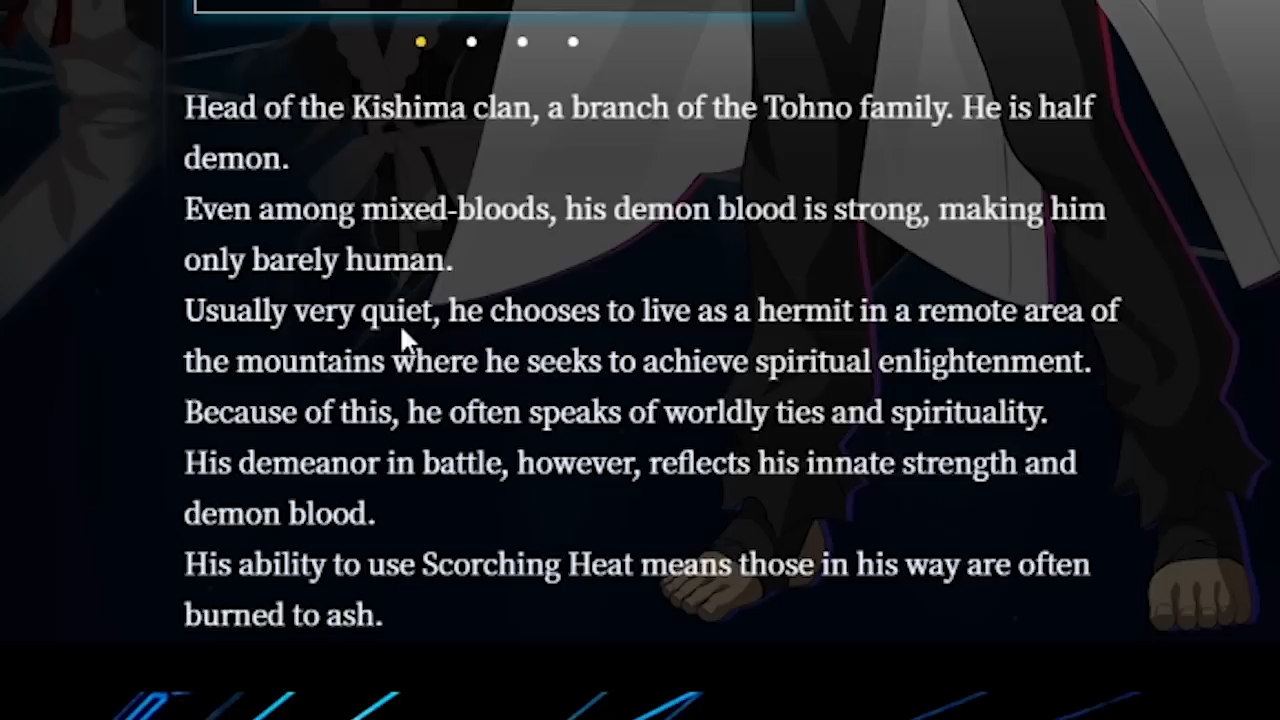 Head of the Kishima clan, a branch of the Tohno family. He is half
demon.
Even among mixed-bloods, his demon blood is strong, making him
only barely human.
Usually very quiet, he chooses to live as a hermit in a remote area of
the mountains where he seeks to achieve spiritual enlightenment.
Because of this, he often speaks of worldly ties and spirituality.
His demeanor in battle, however, reflects his innate strength and
demon blood.
His ability to use Scorching Heat means those in his way are often
burned to ash.